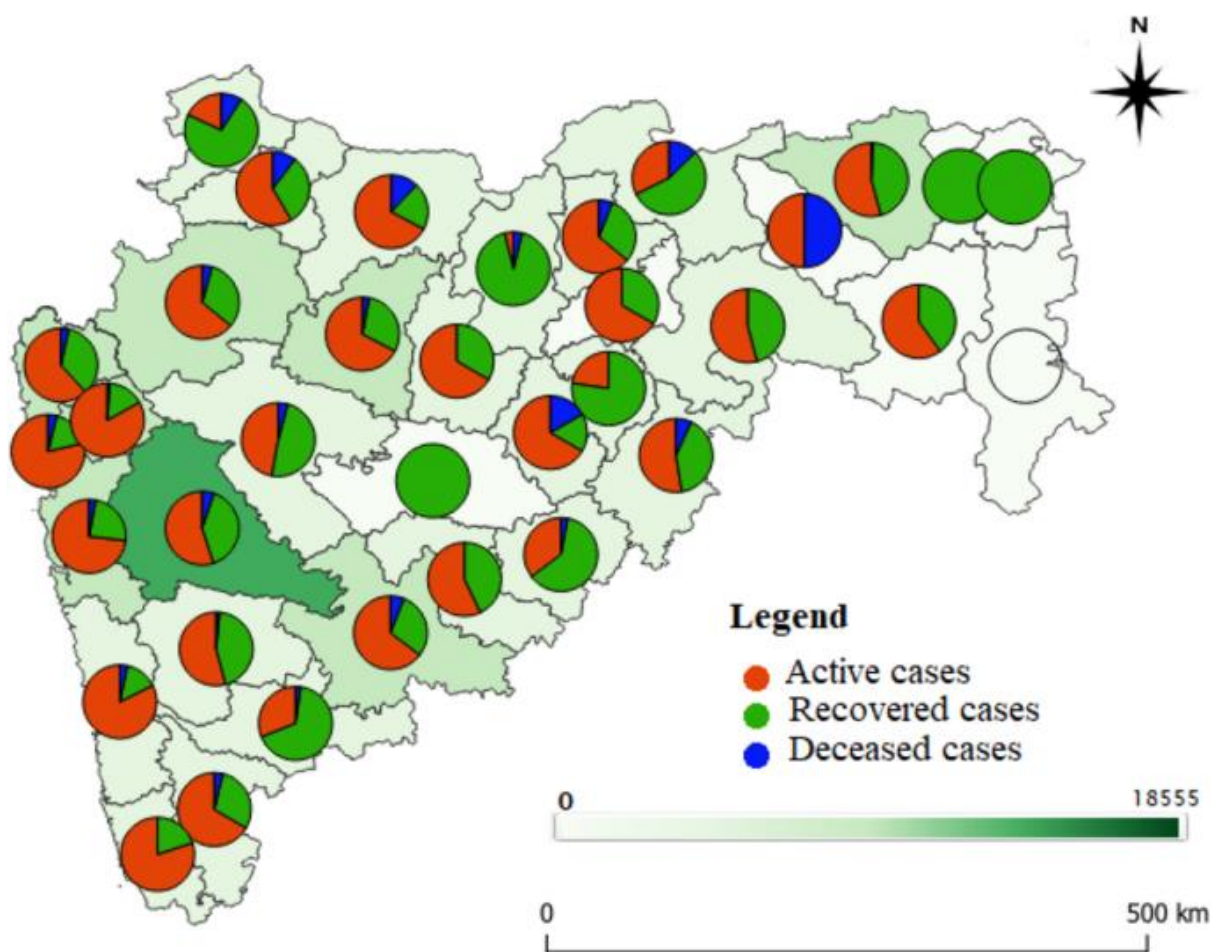 N
Legend
Active cases
Recovered cases
Deceased cases
0 18555
0 500 km